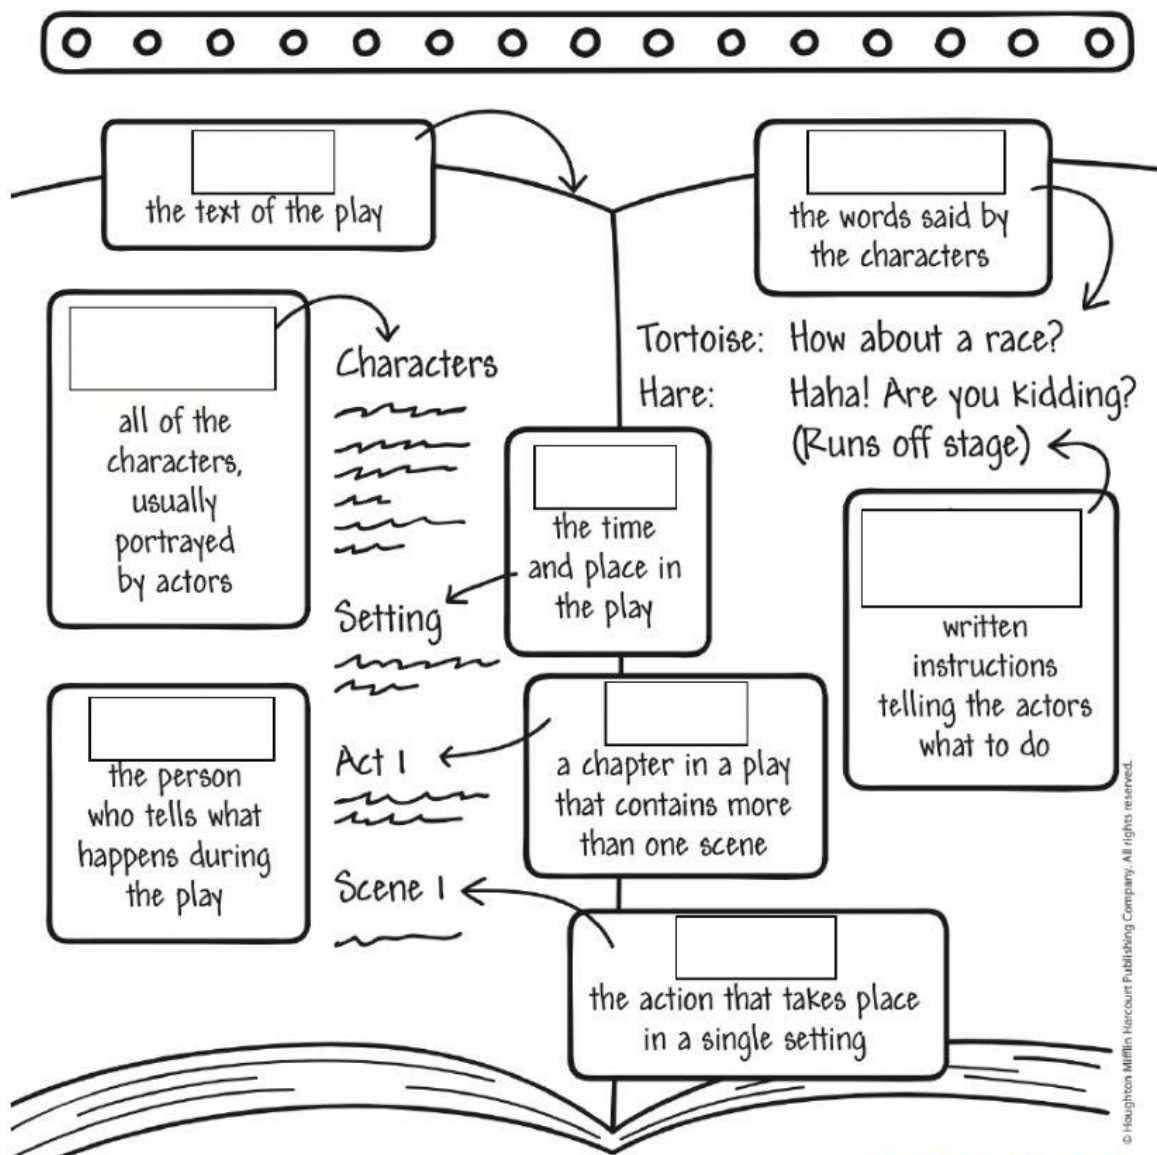 the text of the play
the words said by
the characters
all of the
characters,
usually
portrayed
by actors
Characters
Tortoise: How about a race?
Hare: Haha! Are you kidding?
(Runs off stage)
the time
and place in
the play
Setting
written
instructions
telling the actors
what to do
the person
who tells what
happens during
the play
Act 1
a chapter in a play
that contains more
than one scene
Scene 1
the action that takes place
in a single setting
© Houghton Mifflin Harcourt Publishing Company. All rights reserved.